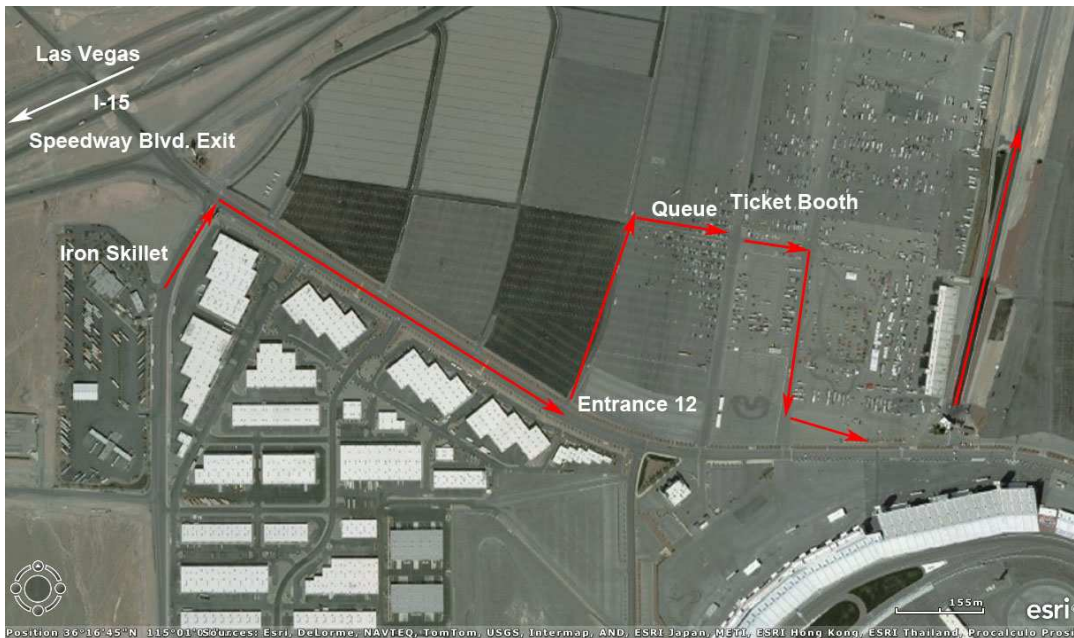 Las Vegas
I-15
Speedway Blvd. Exit
Iron Skillet
Queue
Ticket Booth
Entrance 12
155m
esri
Position 36°16'45"N 115°01'0
Sources: Esri, DeLorme, NAVTEQ, TomTom, USGS, Intermap, AND, ESRI Japan, METI, ESRI Hong Kong, ESRI Thailand, Procalculo Pros